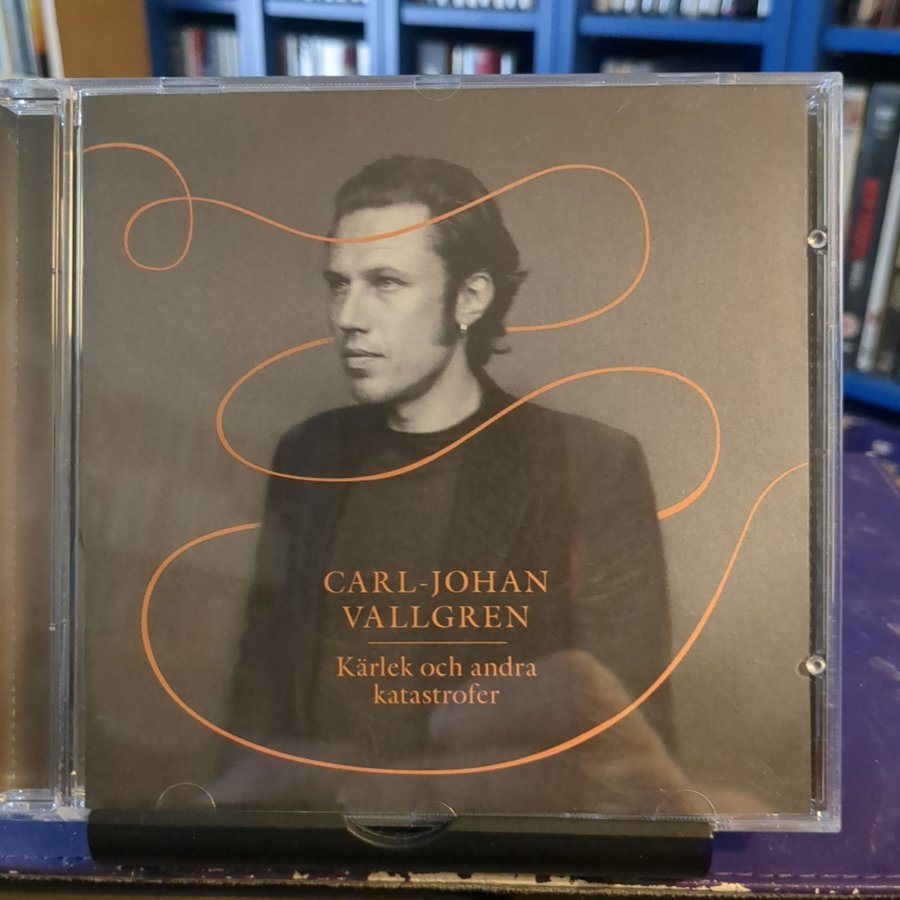 CARL-JOHAN
VALLGREN
Kärlek och andra
katastrofer